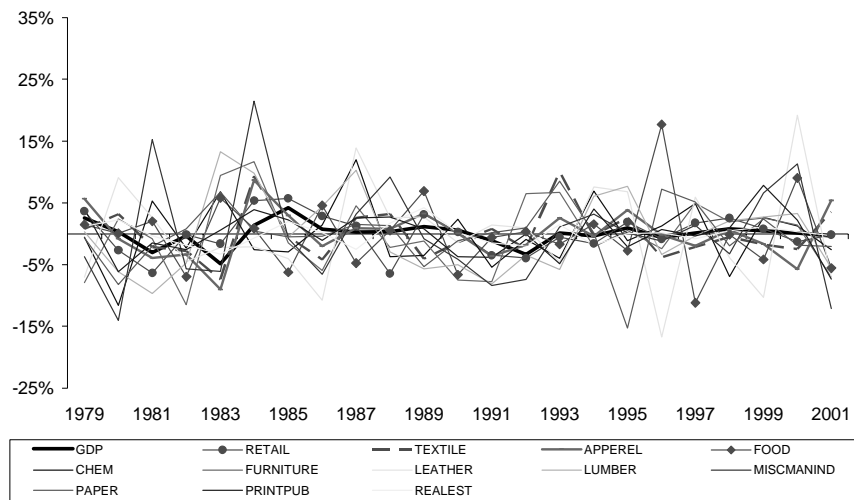 35%
25%
15%
5%
-5%
-15%
-25%
1979 1981 1983 1985 1987 1989 1991 1993 1995 1997 1999 2001
GDP RETAIL TEXTILE APPEREL FOOD
CHEM FURNITURE LEATHER LUMBER MISCMANIND
PAPER PRINTPUB REALEST